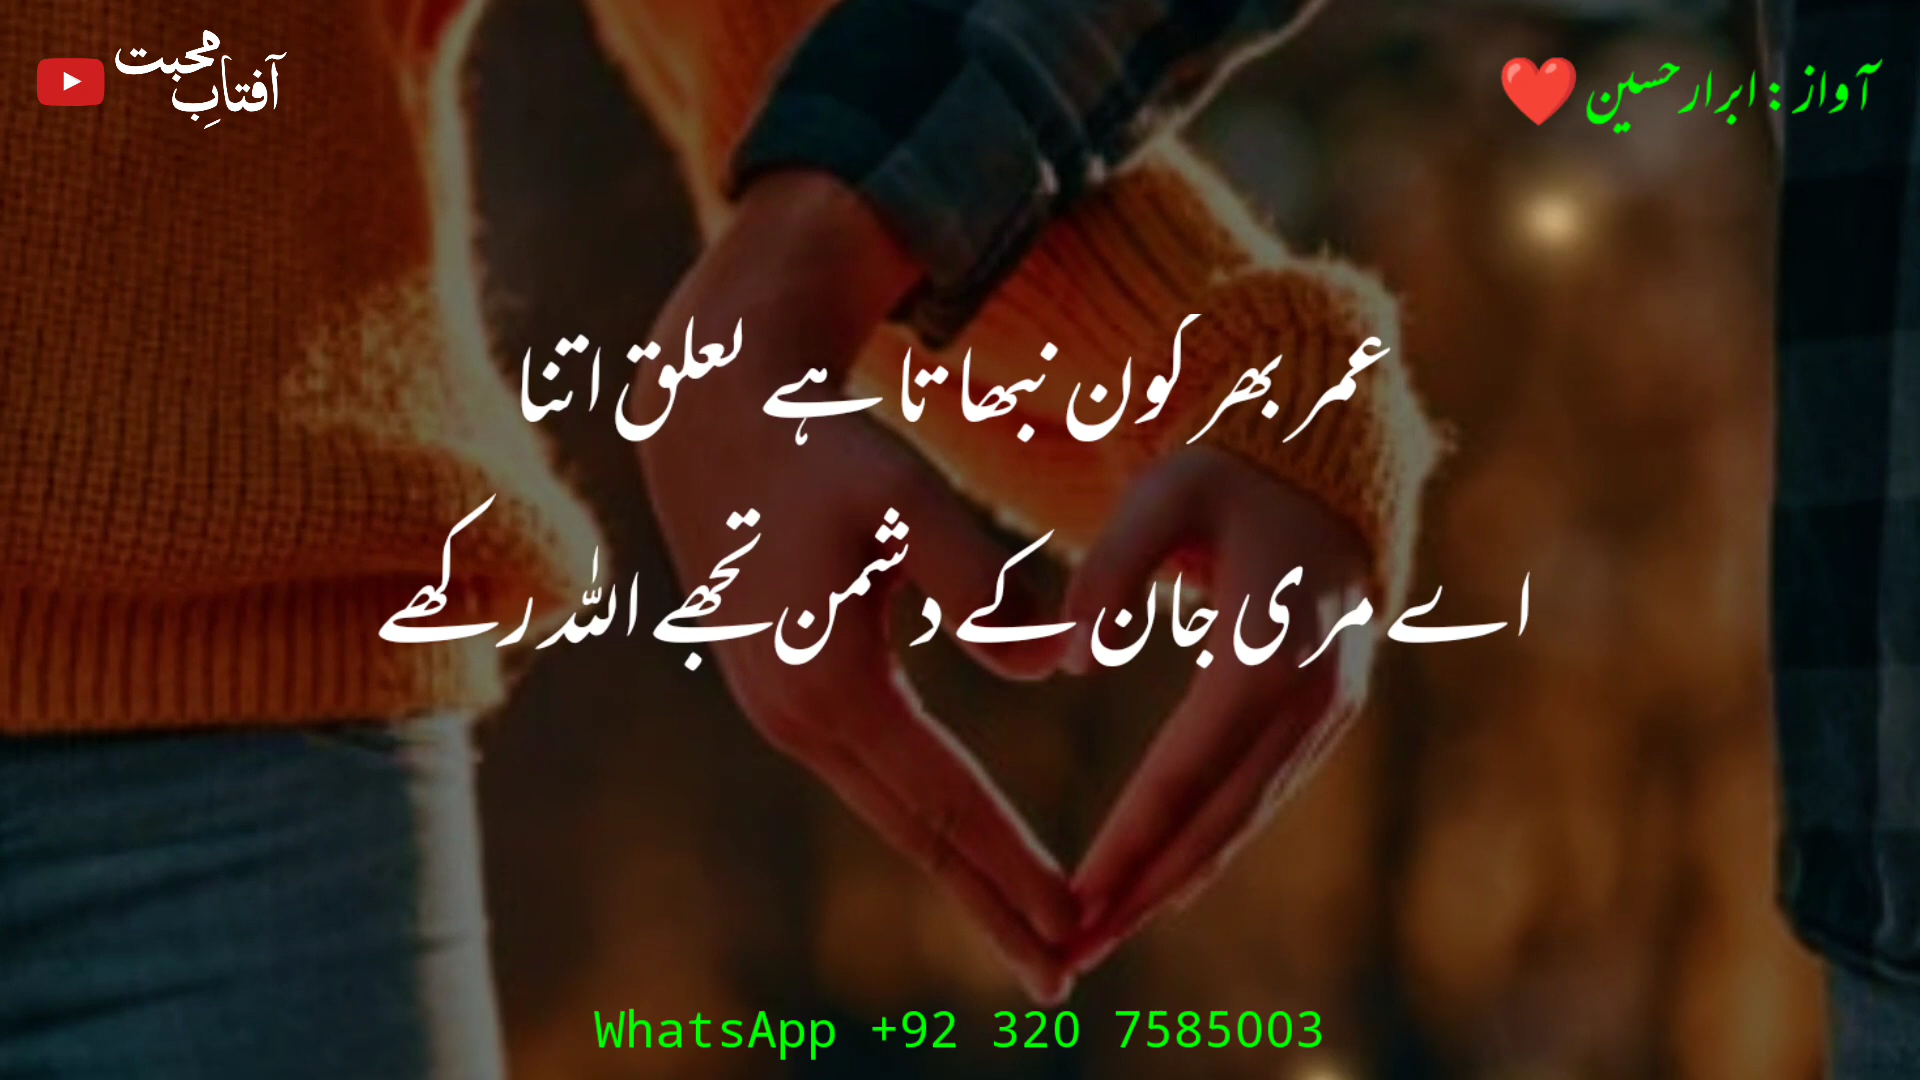 محبت
آفتابِ
آواز : ابرار حسین ❤️
عمر بھر کون نبھاتا ہے تعلق اتنا
اے مری جان کے دشمن تجھے اللہ رکھے
WhatsApp +92 320 7585003